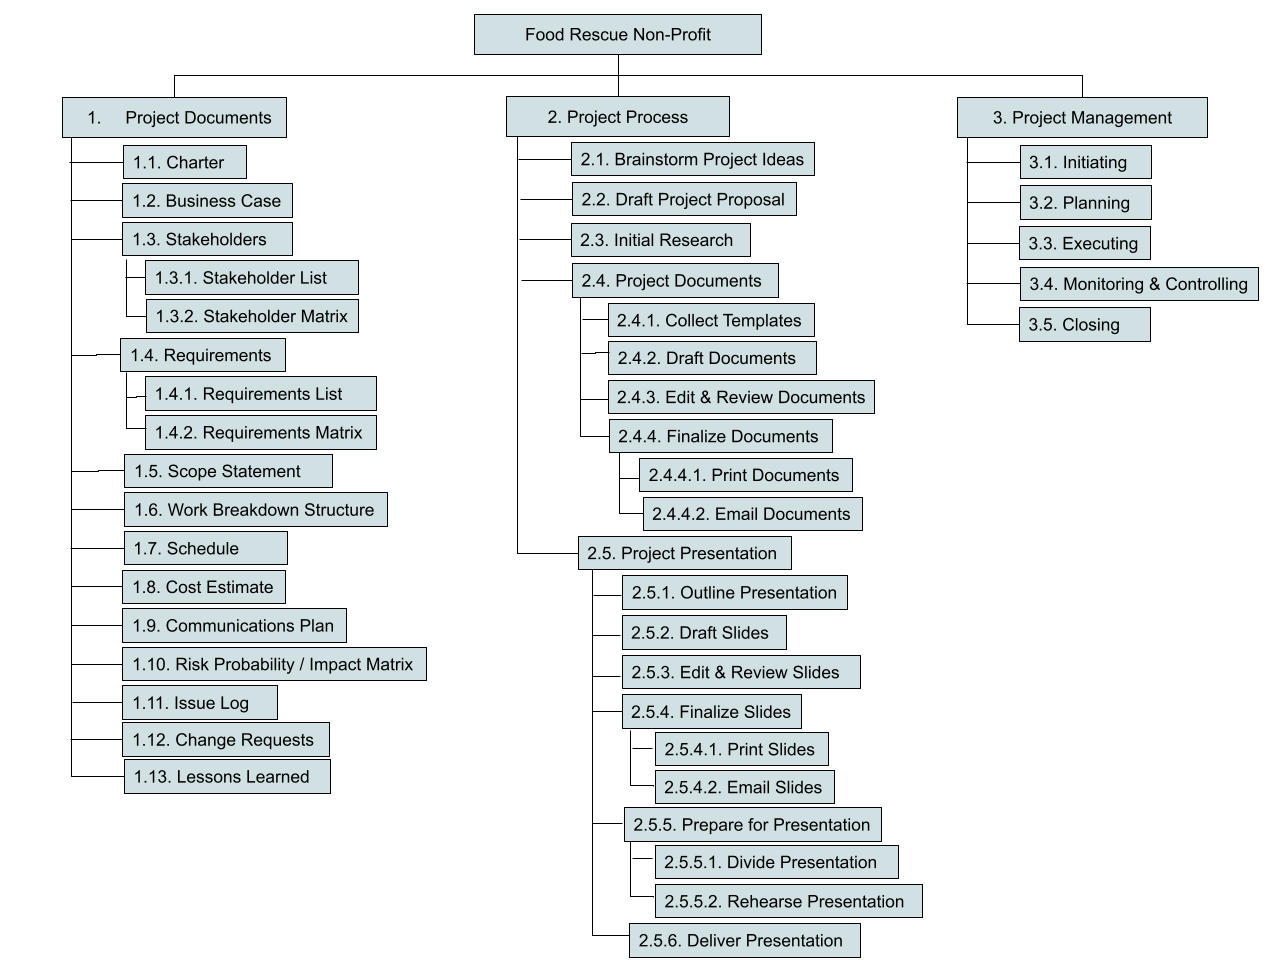 Food Rescue Non-Profit
1. Project Documents
1.1. Charter
1.2. Business Case
1.3. Stakeholders
1.3.1. Stakeholder List
1.3.2. Stakeholder Matrix
1.4. Requirements
1.4.1. Requirements List
1.4.2. Requirements Matrix
1.5. Scope Statement
1.6. Work Breakdown Structure
1.7. Schedule
1.8. Cost Estimate
1.9. Communications Plan
1.10. Risk Probability / Impact Matrix
1.11. Issue Log
1.12. Change Requests
1.13. Lessons Learned
2. Project Process
2.1. Brainstorm Project Ideas
2.2. Draft Project Proposal
2.3. Initial Research
2.4. Project Documents
2.4.1. Collect Templates
2.4.2. Draft Documents
2.4.3. Edit & Review Documents
2.4.4. Finalize Documents
2.4.4.1. Print Documents
2.4.4.2. Email Documents
2.5. Project Presentation
2.5.1. Outline Presentation
2.5.2. Draft Slides
2.5.3. Edit & Review Slides
2.5.4. Finalize Slides
2.5.4.1. Print Slides
2.5.4.2. Email Slides
2.5.5. Prepare for Presentation
2.5.5.1. Divide Presentation
2.5.5.2. Rehearse Presentation
2.5.6. Deliver Presentation
3. Project Management
3.1. Initiating
3.2. Planning
3.3. Executing
3.4. Monitoring & Controlling
3.5. Closing